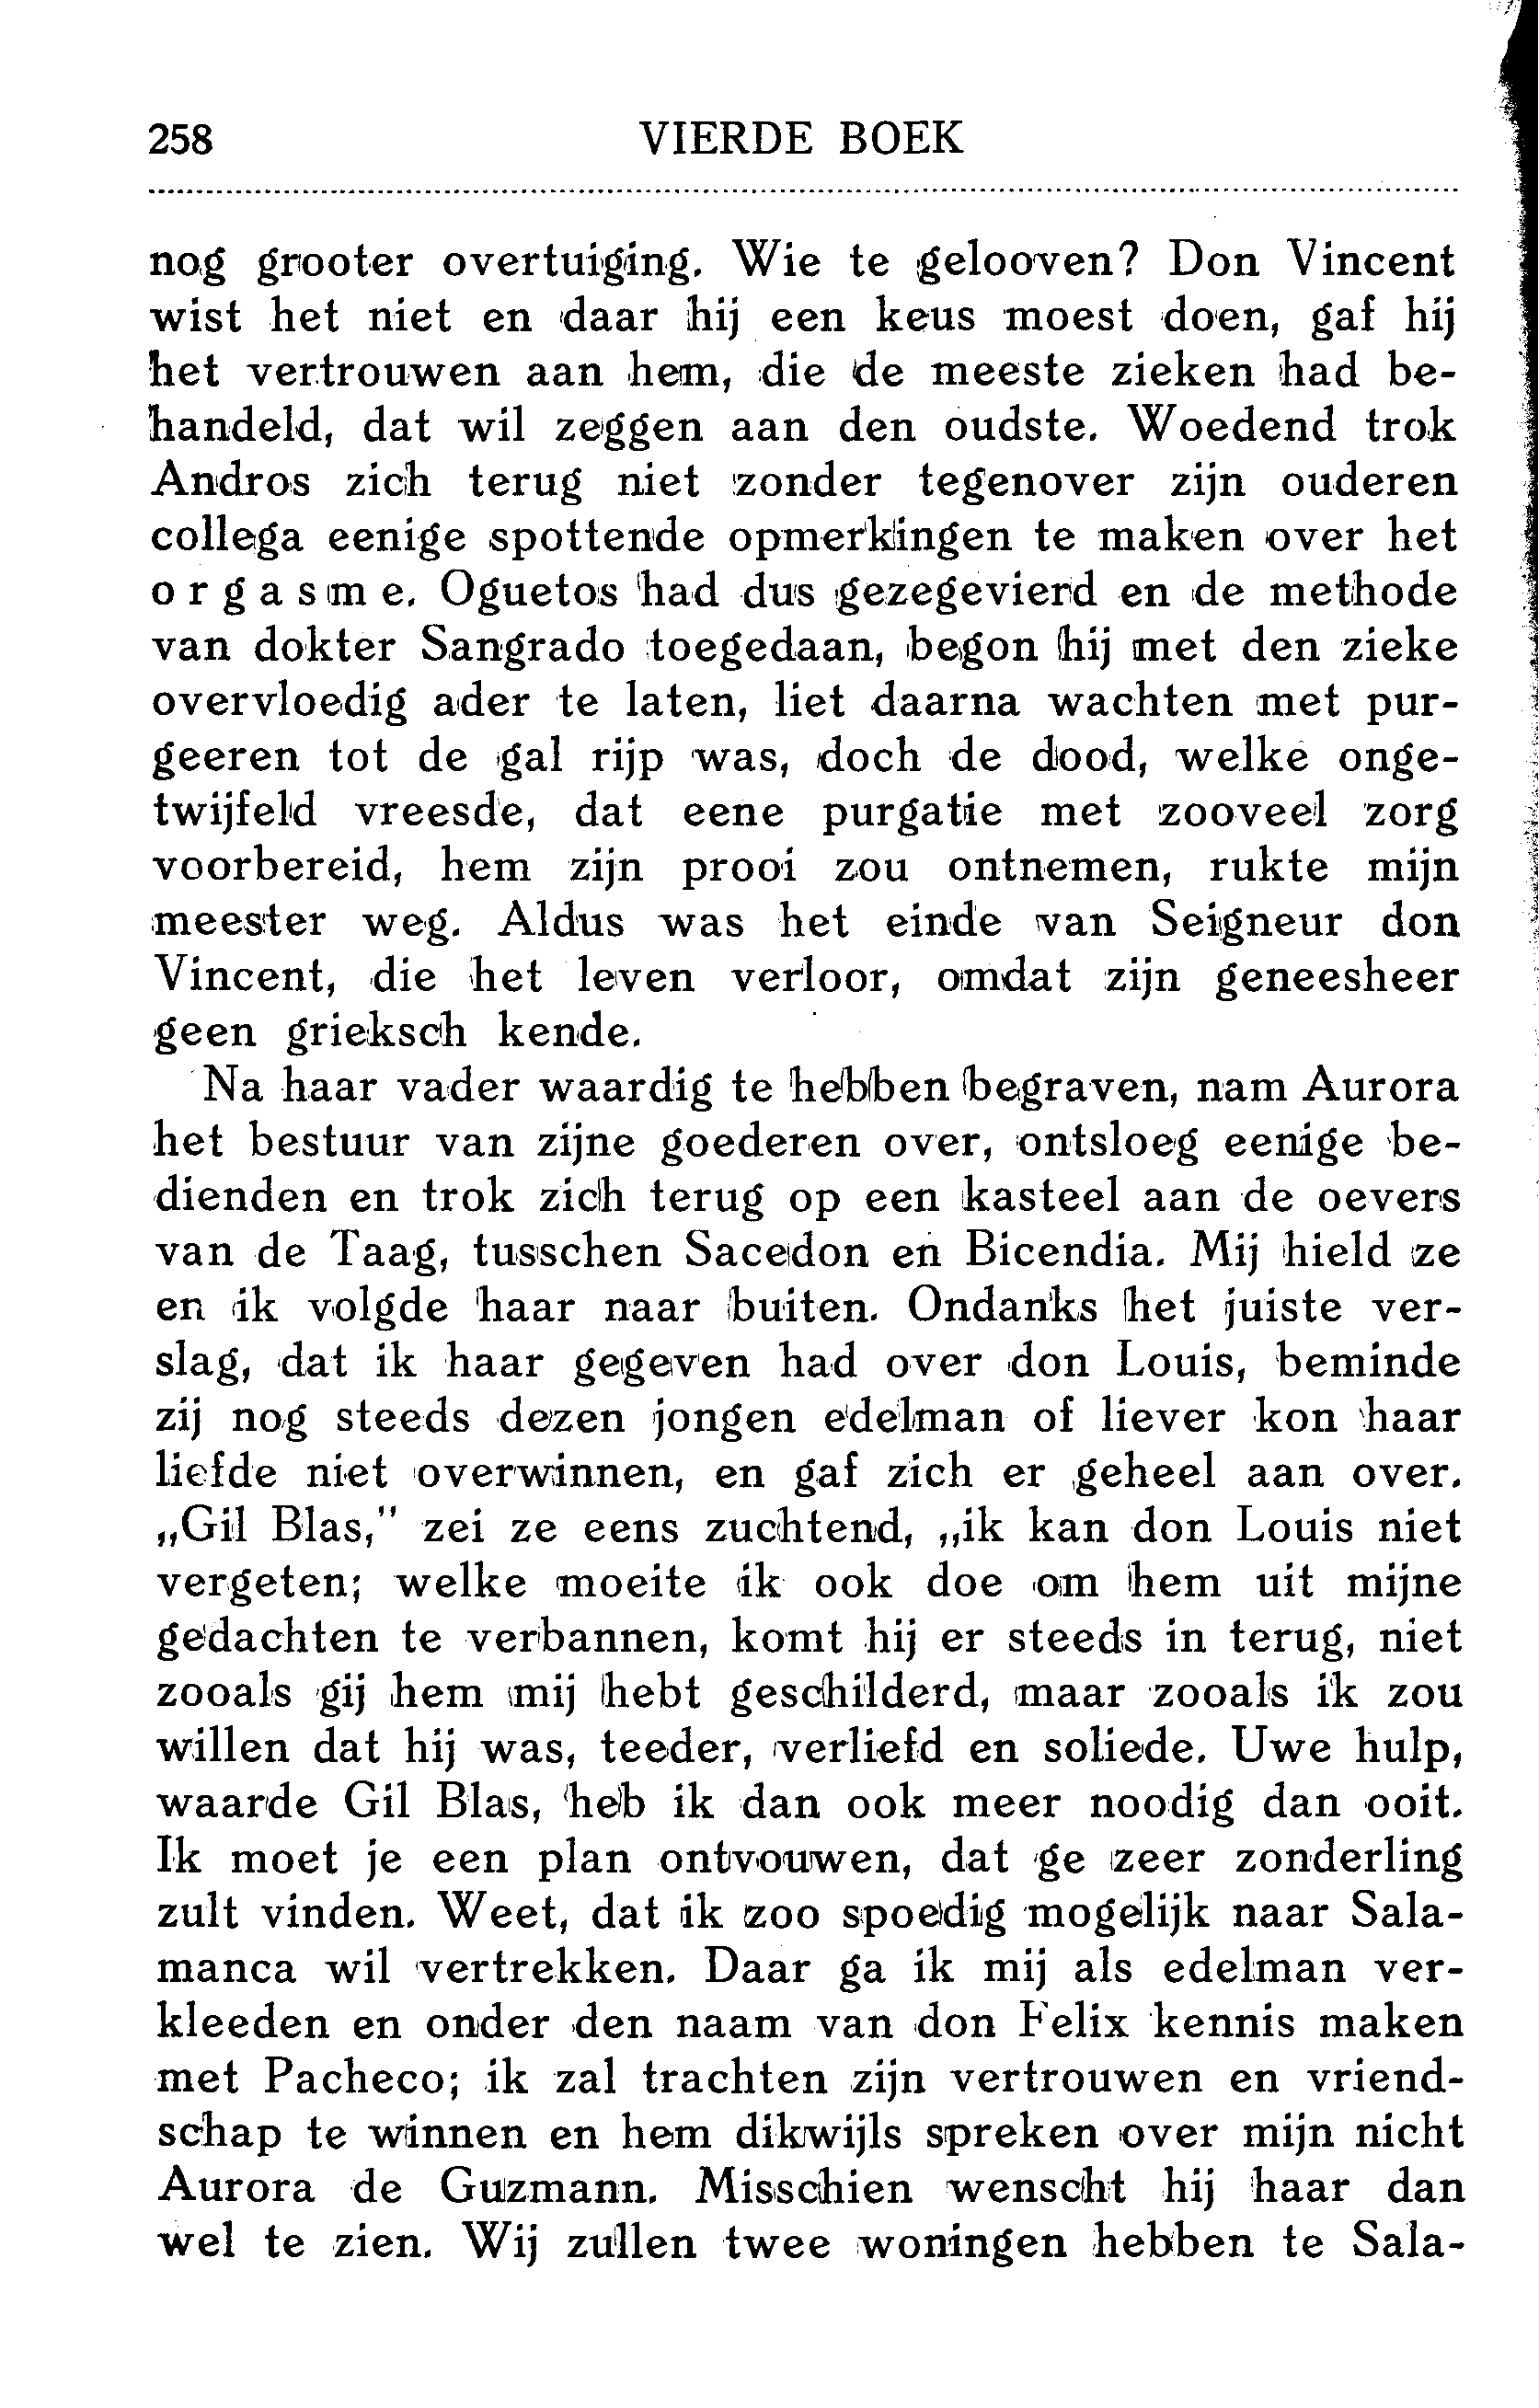 258 VIERDE BOEK
nog grooter overtuiging. Wie te gelooven? Don Vincent
wist het niet en daar hij een keus moest doen, gaf hij
het vertrouwen aan hem, die de meeste zieken had be-
handeld, dat wil zeggen aan den oudste. Woedend trok
Andros zich terug niet zonder tegenover zijn ouderen
collega eenige spottende opmerkingen te maken over het
o r g a s m e. Oguetos had dus gezegevierd en de methode
van dokter Sangrado toegedaan, begon hij met den zieke
overvloedig ader te laten, liet daarna wachten met pur-
geeren tot de gal rijp was, doch de dood, welke onge-
twijfeld vreesde, dat eene purgatie met zooveel zorg
voorbereid, hem zijn prooi zou ontnemen, rukte mijn
meester weg. Aldus was het einde van Seigneur don
Vincent, die het leven verloor, omdat zijn geneesheer
geen grieksch kende.
Na haar vader waardig te hebben begraven, nam Aurora
het bestuur van zijne goederen over, ontsloeg eenige be-
dienden en trok zich terug op een kasteel aan de oevers
van de Taag, tusschen Sacedon en Bicendia. Mij hield ze
en ik volgde haar naar buiten. Ondanks het juiste ver-
slag, dat ik haar gegeven had over don Louis, beminde
zij nog steeds dezen jongen edelman of liever kon haar
liefde niet overwinnen, en gaf zich er geheel aan over.
„Gil Blas,” zei ze eens zuchtend, „ik kan don Louis niet
vergeten; welke moeite ik ook doe om hem uit mijne
gedachten te verbannen, komt hij er steeds in terug, niet
zooals gij hem mij hebt geschilderd, maar zooals ik zou
willen dat hij was, teeder, verliefd en soliede. Uwe hulp,
waarde Gil Blas, heb ik dan ook meer noodig dan ooit.
Ik moet je een plan ontvouwen, dat ge zeer zonderling
zult vinden. Weet, dat ik zoo spoedig mogelijk naar Sala-
manca wil vertrekken. Daar ga ik mij als edelman ver-
kleeden en onder den naam van don Felix kennis maken
met Pacheco; ik zal trachten zijn vertrouwen en vriend-
schap te winnen en hem dikwijls spreken over mijn nicht
Aurora de Guzmann. Misschien wenscht hij haar dan
wel te zien. Wij zullen twee woningen hebben te Sala-